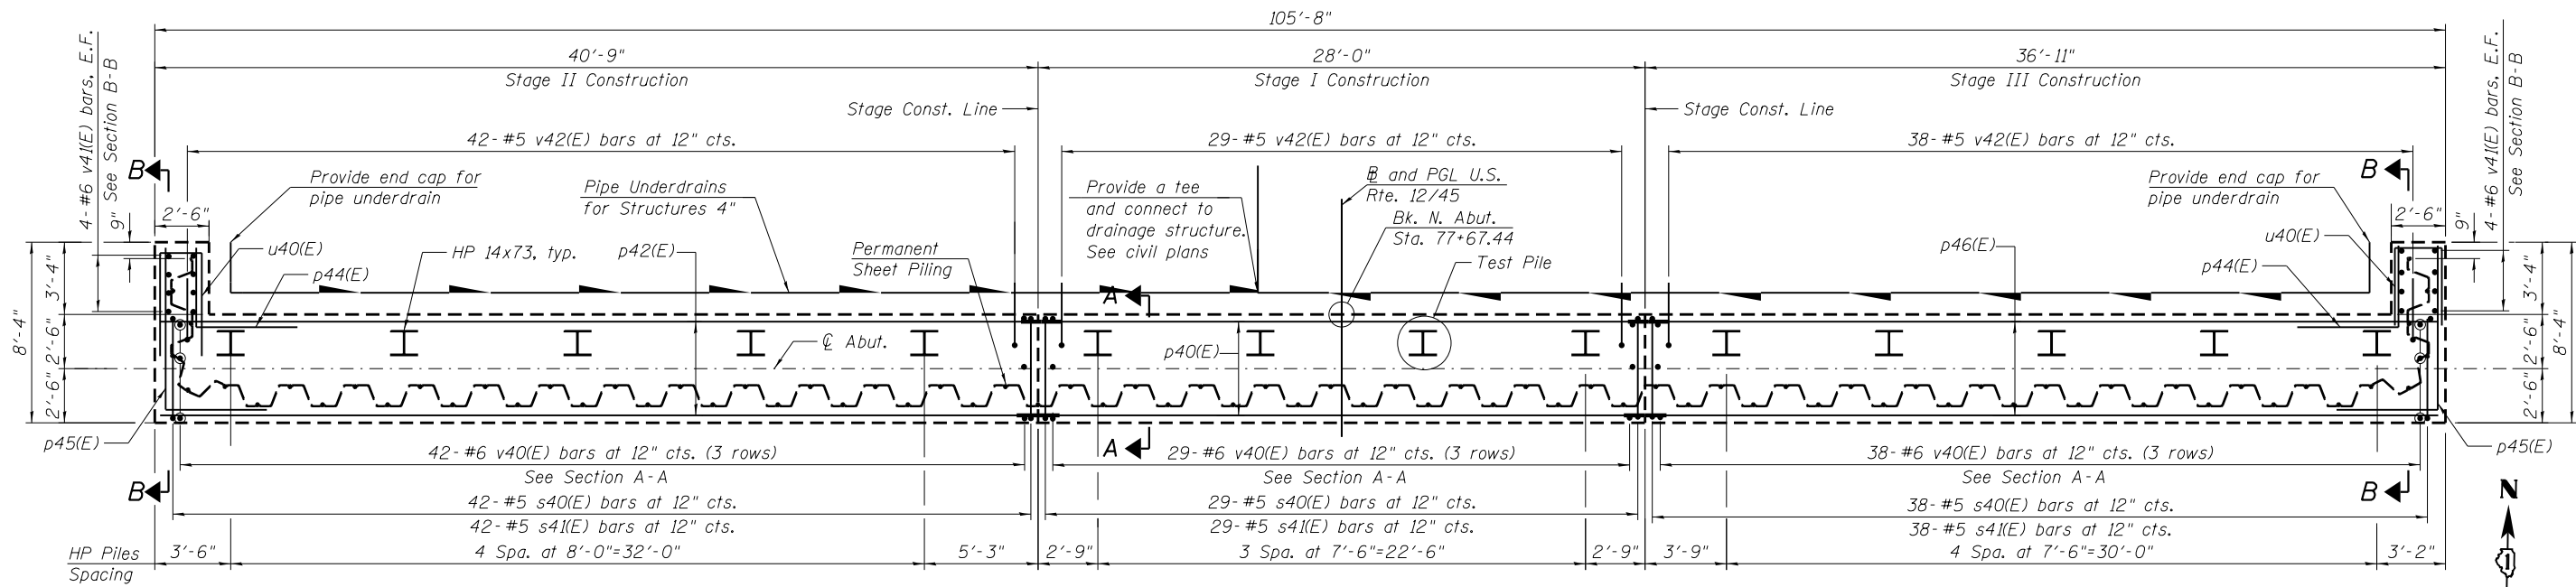 105'-8"
40'-9"
28'-0"
36'-11"
Stage II Construction
Stage I Construction
Stage III Construction
Stage Const. Line
Stage Const. Line
4-#6 v41(E) bars, E.F.
See Section B-B
4-#6 v41(E) bars, E.F.
See Section B-B
42-#5 v42(E) bars at 12" cts.
29-#5 v42(E) bars at 12" cts.
38-#5 v42(E) bars at 12" cts.
B
B
Provide end cap for
pipe underdrain
Pipe Underdrains
for Structures 4"
Provide a tee
and connect to
drainage structure.
See civil plans
℄ and PGL U.S.
Rte. 12/45
Bk. N. Abut.
Sta. 77+67.44
Provide end cap for
pipe underdrain
2'-6"
9"
2'-6"
9"
u40(E)
HP 14x73, typ.
p42(E)
Permanent
Sheet Piling
Test Pile
p46(E)
u40(E)
p44(E)
p44(E)
8'-4"
3'-4"
2'-6"
2'-6"
A
℄ Abut.
p40(E)
3'-4"
2'-6"
2'-6"
8'-4"
p45(E)
A
p45(E)
42-#6 v40(E) bars at 12" cts. (3 rows)
29-#6 v40(E) bars at 12" cts. (3 rows)
38-#6 v40(E) bars at 12" cts. (3 rows)
See Section A-A
See Section A-A
See Section A-A
B
B
42-#5 s40(E) bars at 12" cts.
29-#5 s40(E) bars at 12" cts.
38-#5 s40(E) bars at 12" cts.
42-#5 s41(E) bars at 12" cts.
29-#5 s41(E) bars at 12" cts.
38-#5 s41(E) bars at 12" cts.
N
HP Piles
Spacing
3'-6"
4 Spa. at 8'-0"=32'-0"
5'-3"
2'-9"
3 Spa. at 7'-6"=22'-6"
2'-9"
3'-9"
4 Spa. at 7'-6"=30'-0"
3'-2"